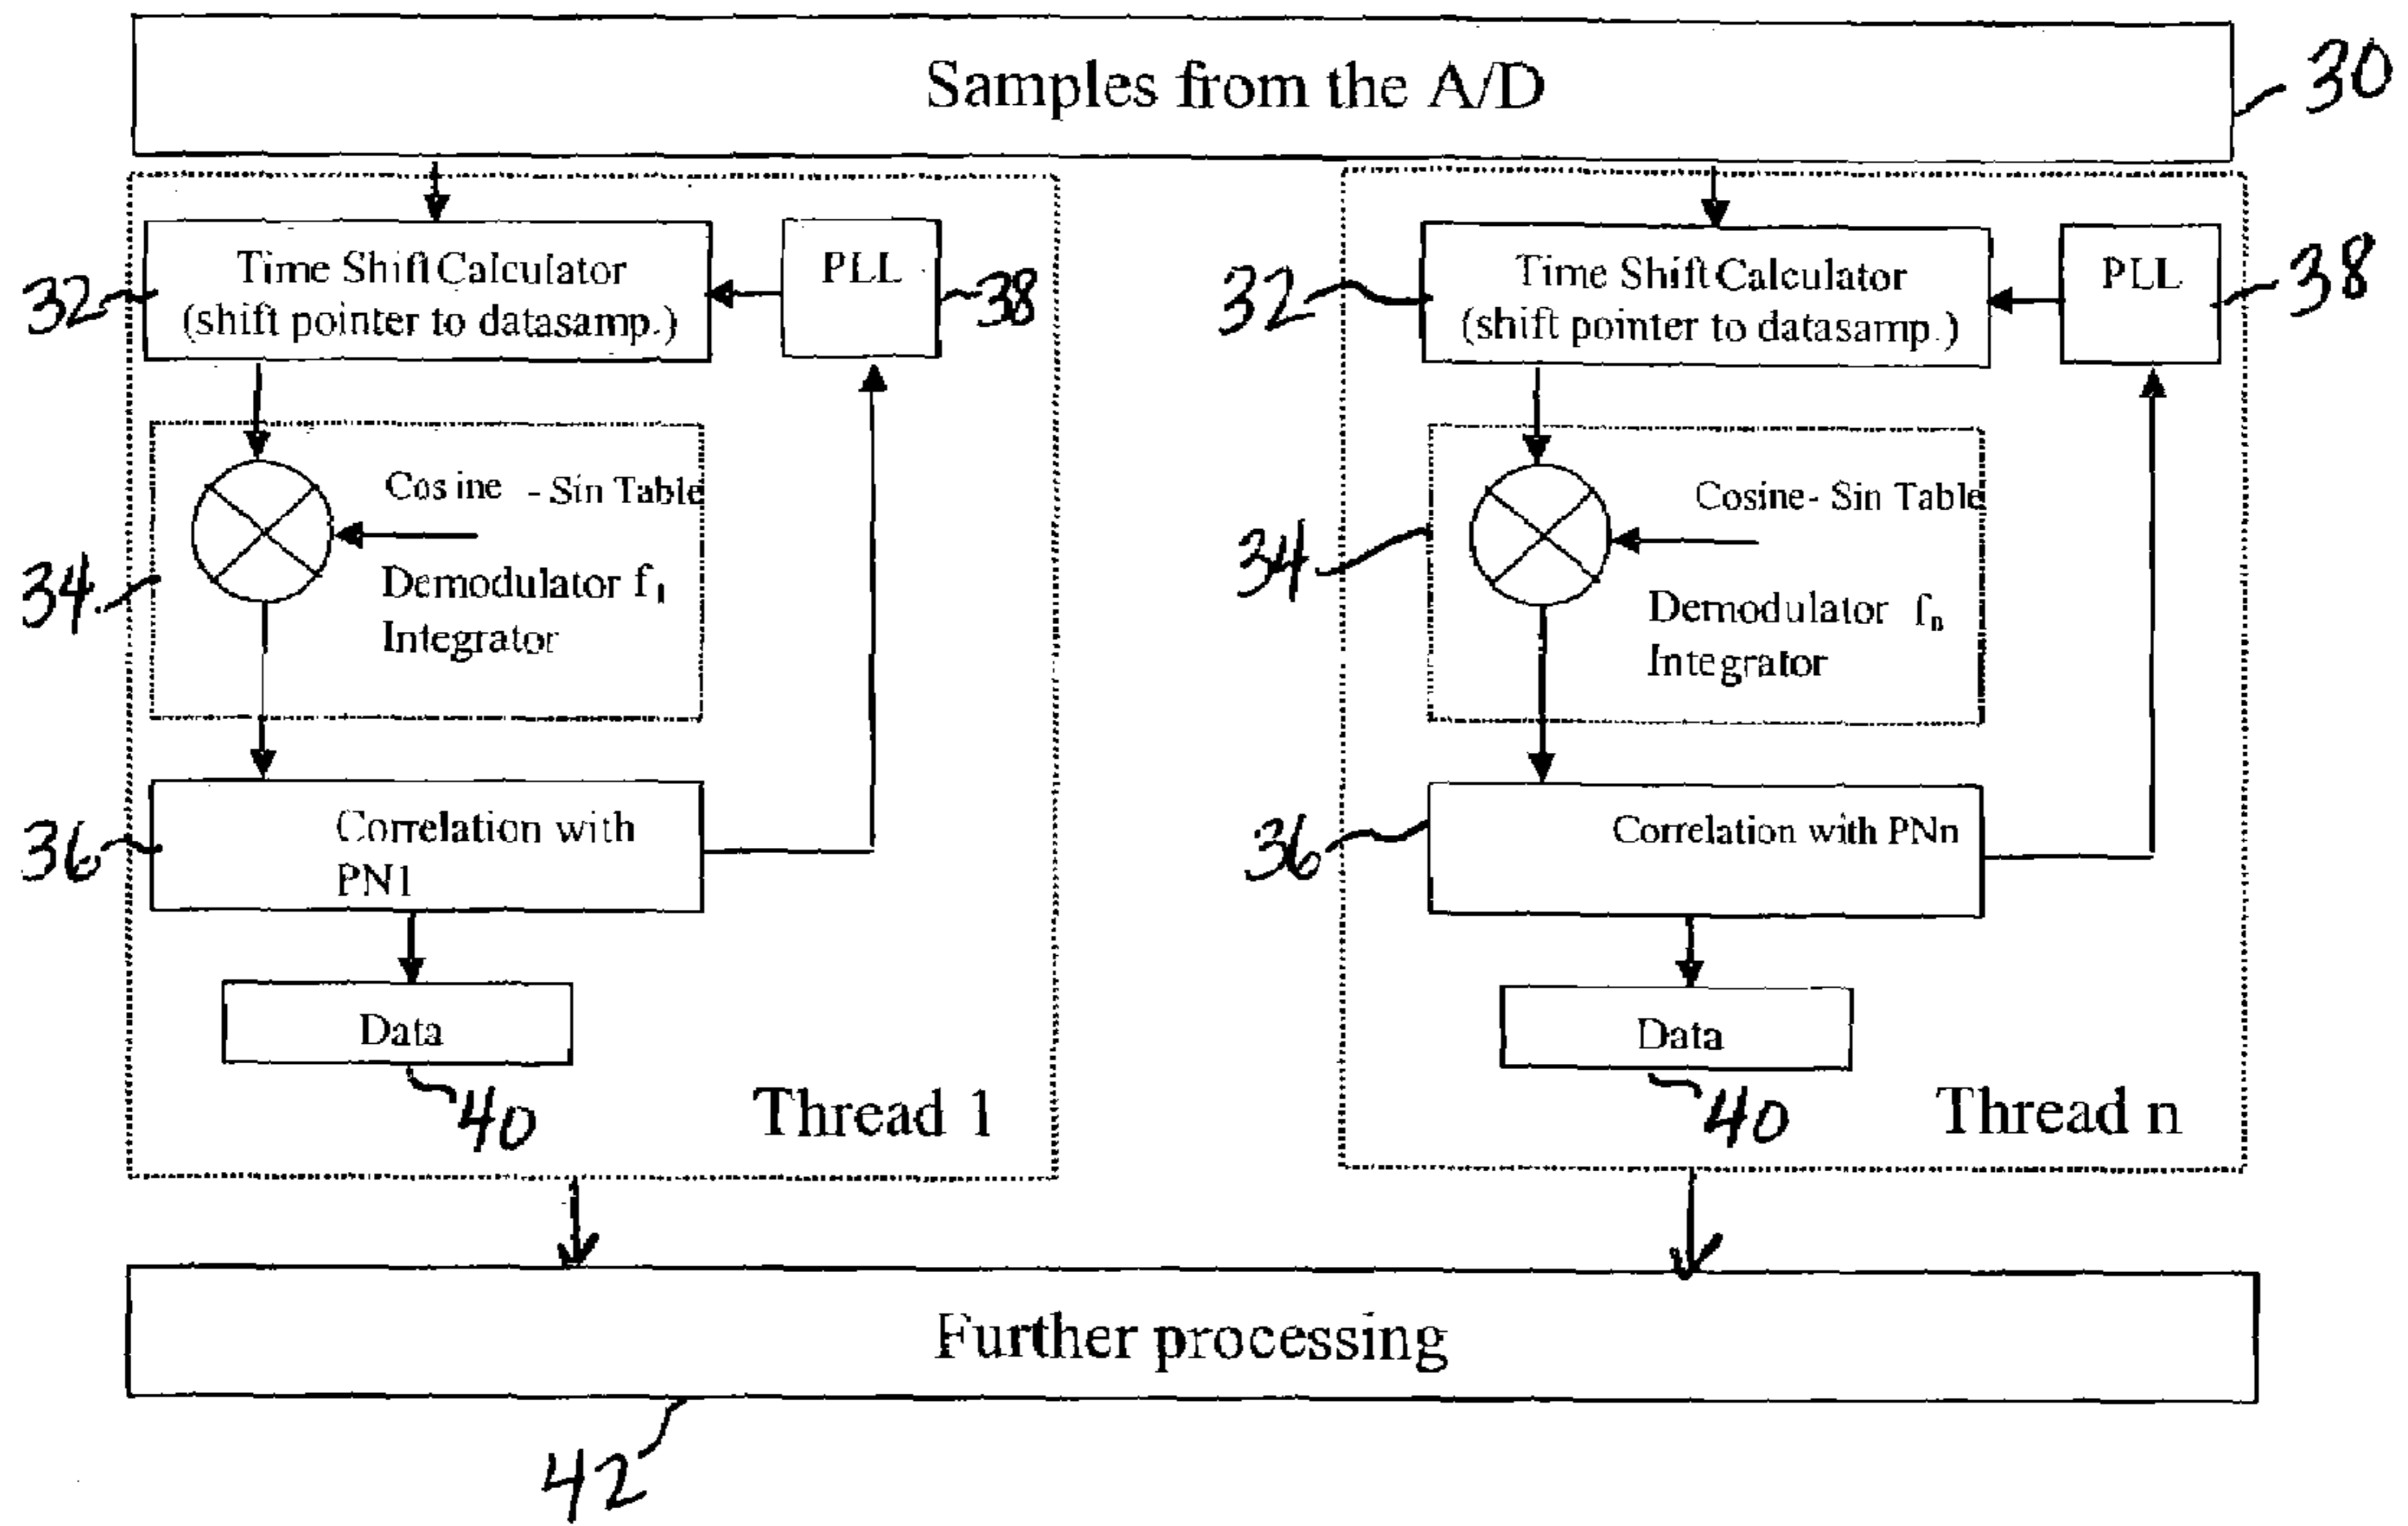 Samples from the A/D
30
Time Shift Calculator
(shift pointer to datasamp.)
32
PLL
38
Cosine - Sin Table
Demodulator f1
Integrator
34
Correlation with
PN1
36
Data
40
Thread 1
Time Shift Calculator
(shift pointer to datasamp.)
32
PLL
38
Cosine- Sin Table
Demodulator fn
Integrator
34
Correlation with PNn
36
Data
40
Thread n
Further processing
42